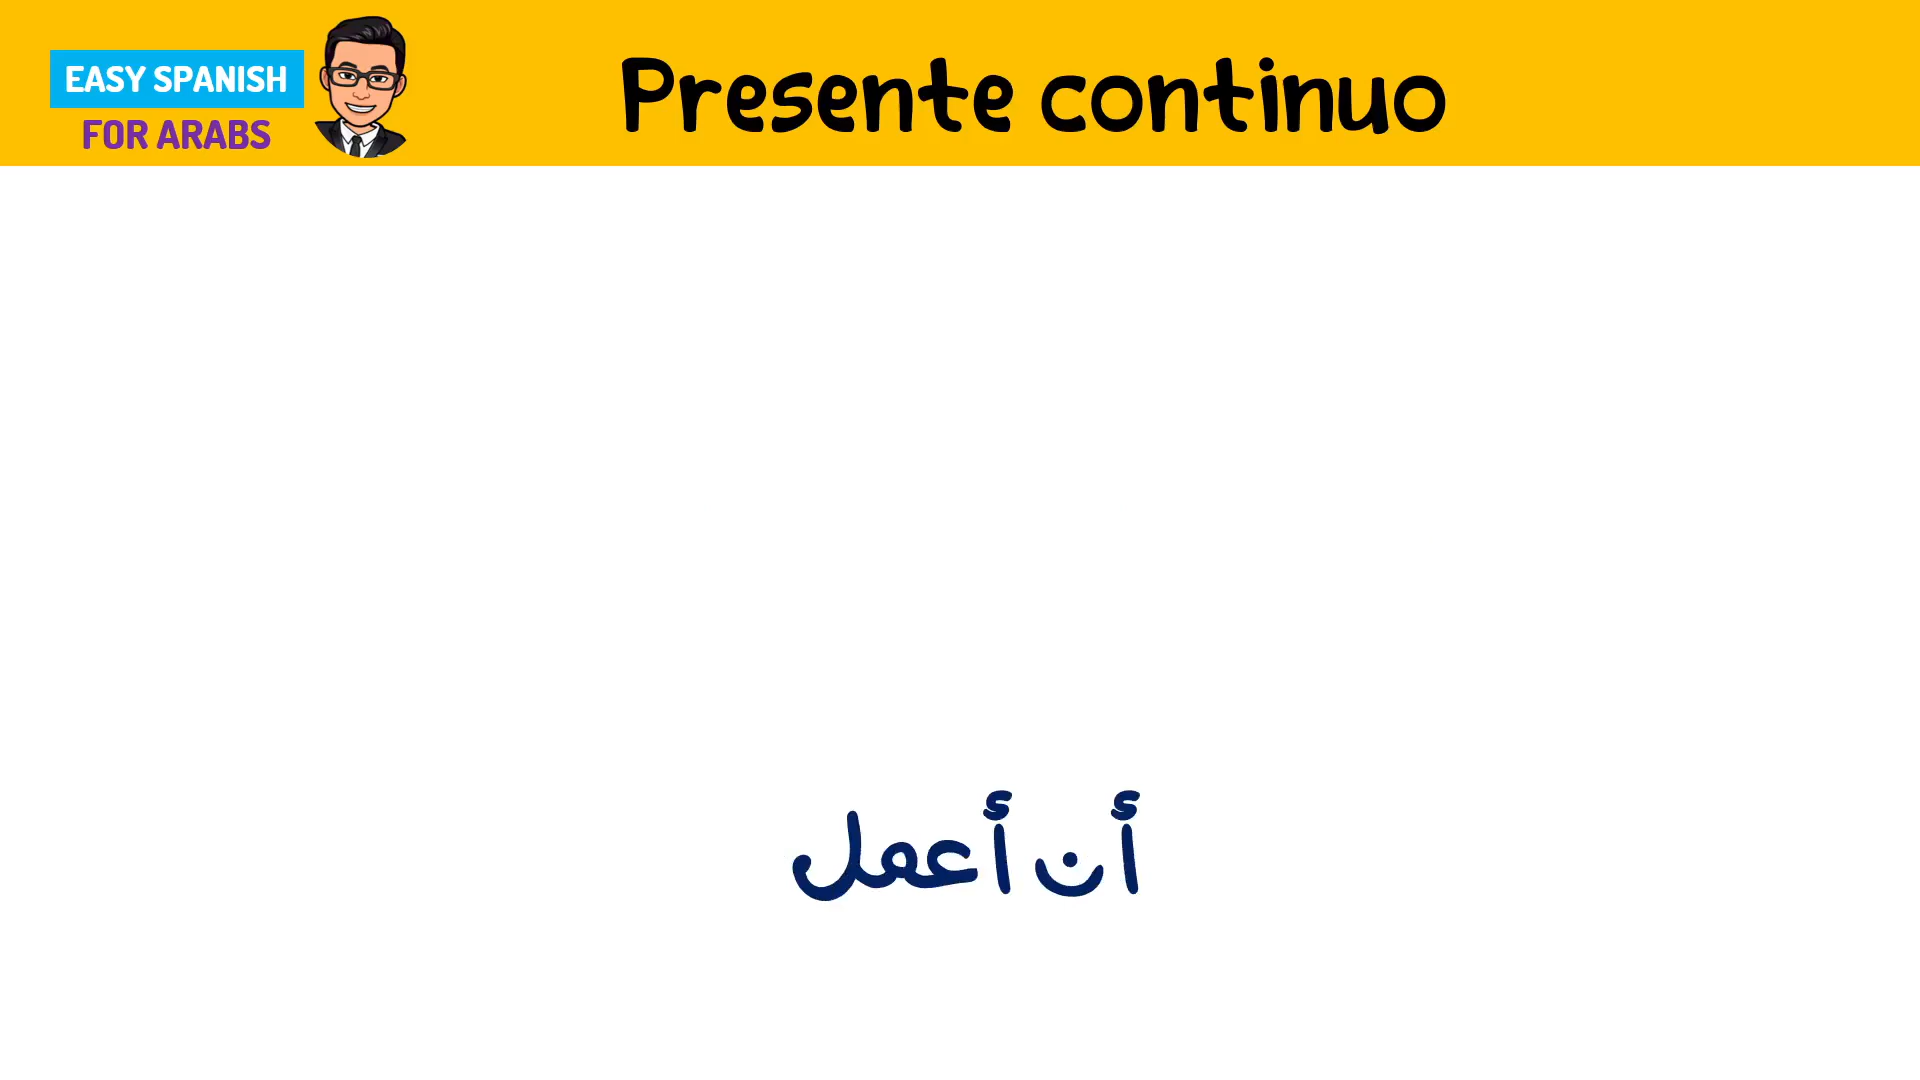 EASY SPANISH
FOR ARABS
Presente continuo
أن أعمل